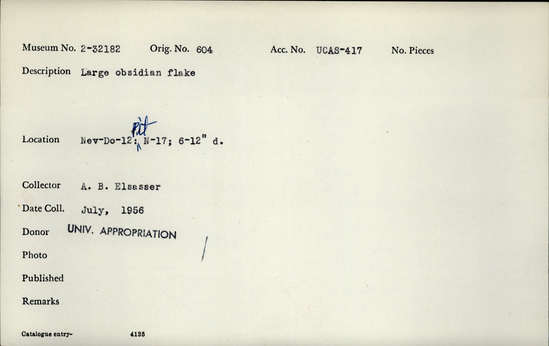 Museum No. 2-32182 Orig. No. 604 Acc. No. UCAS-417 No. Pieces
Description Large obsidian flake
Pit
Location Nev-Do-12; N-17; 6-12" d.
Collector A. B. Elsasser
Date Coll. July, 1956
Donor UNIV. APPROPRIATION
Photo
Published
Remarks
Catalogue entry- 4125